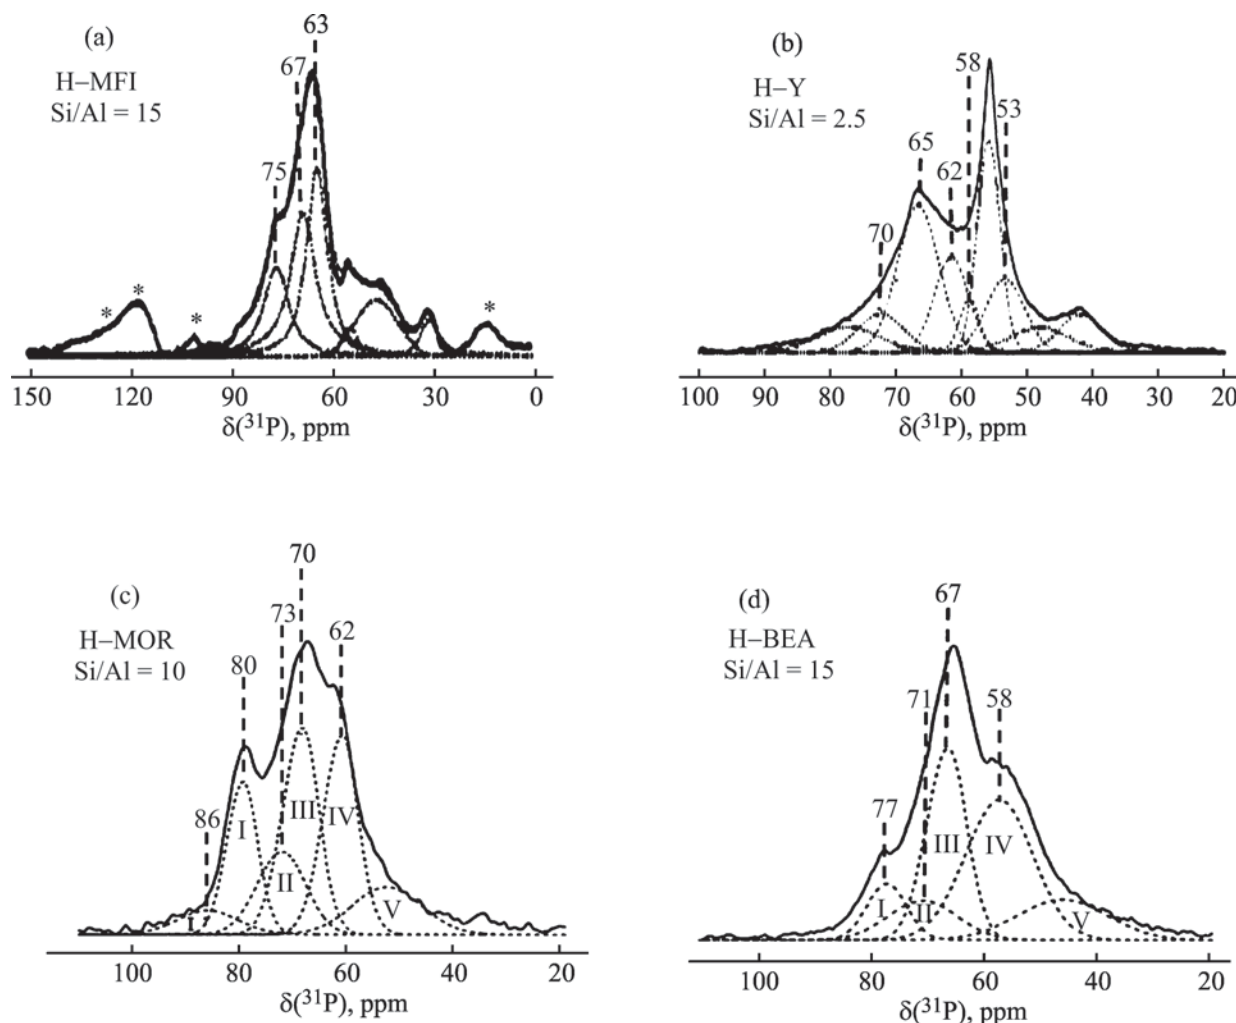 (a)
H–MFI
Si/Al = 15
75
67
63
* * * *
150 120 90 60 30 0
δ(³¹P), ppm
(b)
H–Y
Si/Al = 2.5
70
65
62
58
53
100 90 80 70 60 50 40 30 20
δ(³¹P), ppm
(c)
H–MOR
Si/Al = 10
86
80
73
70
62
I′
I
II
III
IV
V
100 80 60 40 20
δ(³¹P), ppm
(d)
H–BEA
Si/Al = 15
77
71
67
58
I
II
III
IV
V
100 80 60 40 20
δ(³¹P), ppm